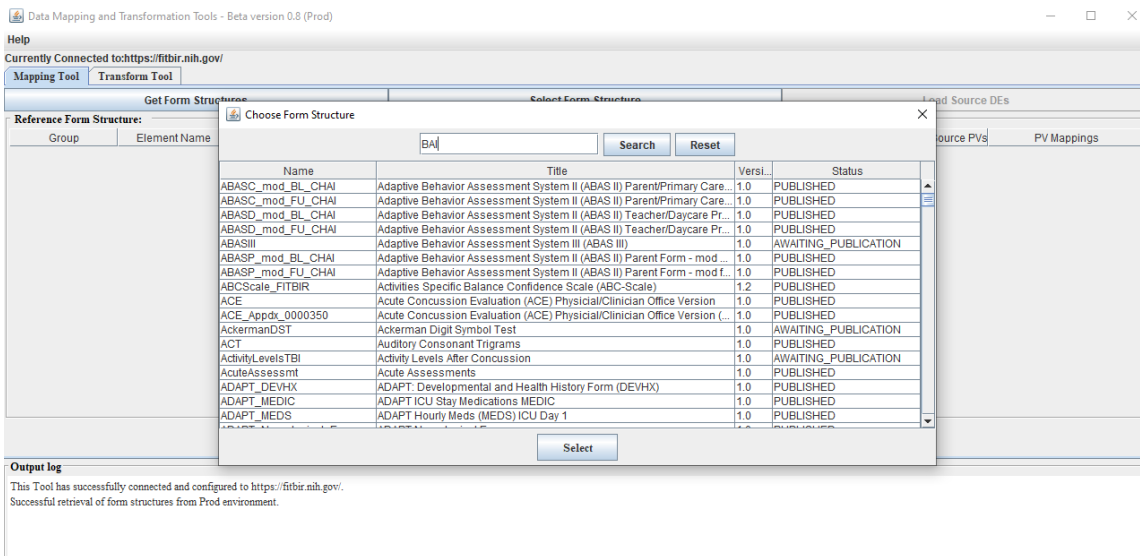 Data Mapping and Transformation Tools - Beta version 0.8 (Prod)
Help
Currently Connected to:https://fitbir.nih.gov/
Mapping Tool Transform Tool
Get Form Structures Select Form Structure Load Source DEs
Reference Form Structure:
Group Element Name Source PVs PV Mappings
Choose Form Structure
BAI Search Reset
Name Title Versi... Status
ABASC_mod_BL_CHAI Adaptive Behavior Assessment System II (ABAS II) Parent/Primary Care... 1.0 PUBLISHED
ABASC_mod_FU_CHAI Adaptive Behavior Assessment System II (ABAS II) Parent/Primary Care... 1.0 PUBLISHED
ABASD_mod_BL_CHAI Adaptive Behavior Assessment System II (ABAS II) Teacher/Daycare Pr... 1.0 PUBLISHED
ABASD_mod_FU_CHAI Adaptive Behavior Assessment System II (ABAS II) Teacher/Daycare Pr... 1.0 PUBLISHED
ABASIII Adaptive Behavior Assessment System III (ABAS III) 1.0 AWAITING_PUBLICATION
ABASP_mod_BL_CHAI Adaptive Behavior Assessment System II (ABAS II) Parent Form - mod ... 1.0 PUBLISHED
ABASP_mod_FU_CHAI Adaptive Behavior Assessment System II (ABAS II) Parent Form - mod f... 1.0 PUBLISHED
ABCScale_FITBIR Activities Specific Balance Confidence Scale (ABC-Scale) 1.2 PUBLISHED
ACE Acute Concussion Evaluation (ACE) Physicial/Clinician Office Version 1.0 PUBLISHED
ACE_Appdx_0000350 Acute Concussion Evaluation (ACE) Physicial/Clinician Office Version (... 1.0 PUBLISHED
AckermanDST Ackerman Digit Symbol Test 1.0 AWAITING_PUBLICATION
ACT Auditory Consonant Trigrams 1.0 PUBLISHED
ActivityLevelsTBI Activity Levels After Concussion 1.0 AWAITING_PUBLICATION
AcuteAssessmt Acute Assessments 1.0 PUBLISHED
ADAPT_DEVHX ADAPT: Developmental and Health History Form (DEVHX) 1.0 PUBLISHED
ADAPT_MEDIC ADAPT ICU Stay Medications MEDIC 1.0 PUBLISHED
ADAPT_MEDS ADAPT Hourly Meds (MEDS) ICU Day 1 1.0 PUBLISHED
Select
Output log
This Tool has successfully connected and configured to https://fitbir.nih.gov/.
Successful retrieval of form structures from Prod environment.